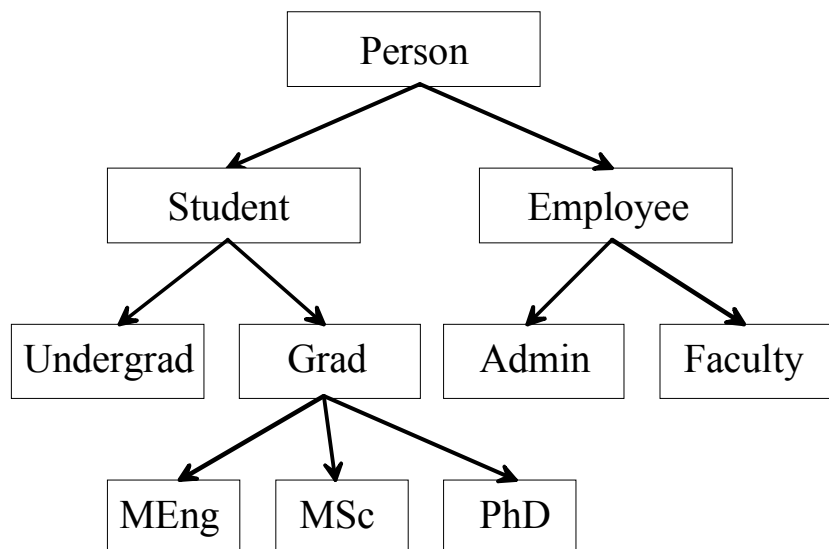 Person
Student
Employee
Undergrad
Grad
Admin
Faculty
MEng
MSc
PhD